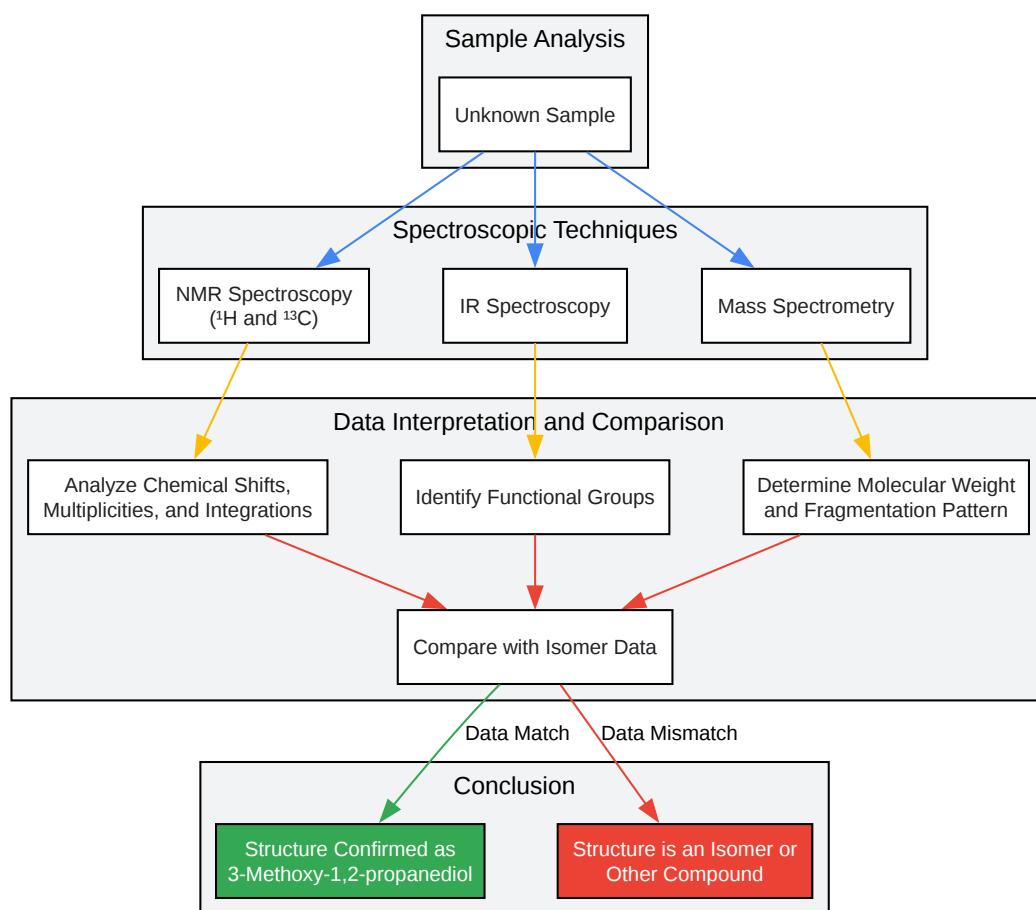 Sample Analysis
Unknown Sample
Spectroscopic Techniques
NMR Spectroscopy
(¹H and ¹³C)
IR Spectroscopy
Mass Spectrometry
Data Interpretation and Comparison
Analyze Chemical Shifts,
Multiplicities, and Integrations
Identify Functional Groups
Determine Molecular Weight
and Fragmentation Pattern
Compare with Isomer Data
Data Match
Data Mismatch
Conclusion
Structure Confirmed as
3-Methoxy-1,2-propanediol
Structure is an Isomer or
Other Compound